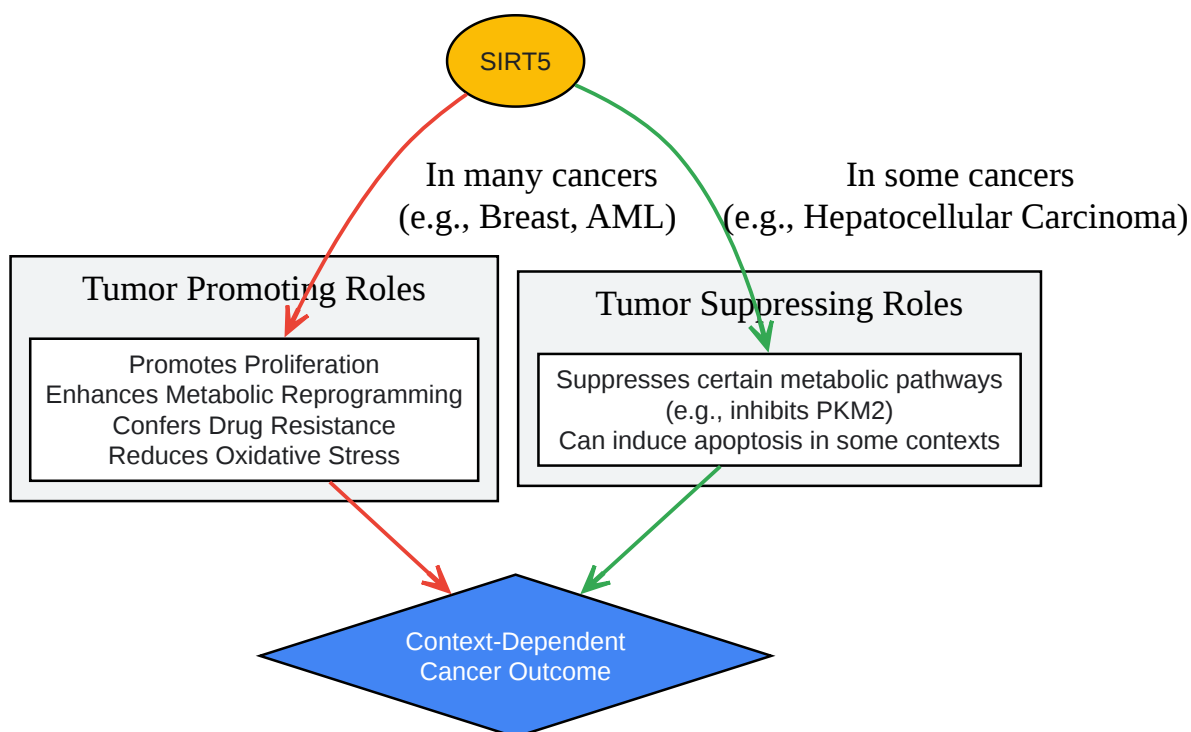 SIRT5
In many cancers
(e.g., Breast, AML)
In some cancers
(e.g., Hepatocellular Carcinoma)
Tumor Promoting Roles
Promotes Proliferation
Enhances Metabolic Reprogramming
Confers Drug Resistance
Reduces Oxidative Stress
Tumor Suppressing Roles
Suppresses certain metabolic pathways
(e.g., inhibits PKM2)
Can induce apoptosis in some contexts
Context-Dependent
Cancer Outcome